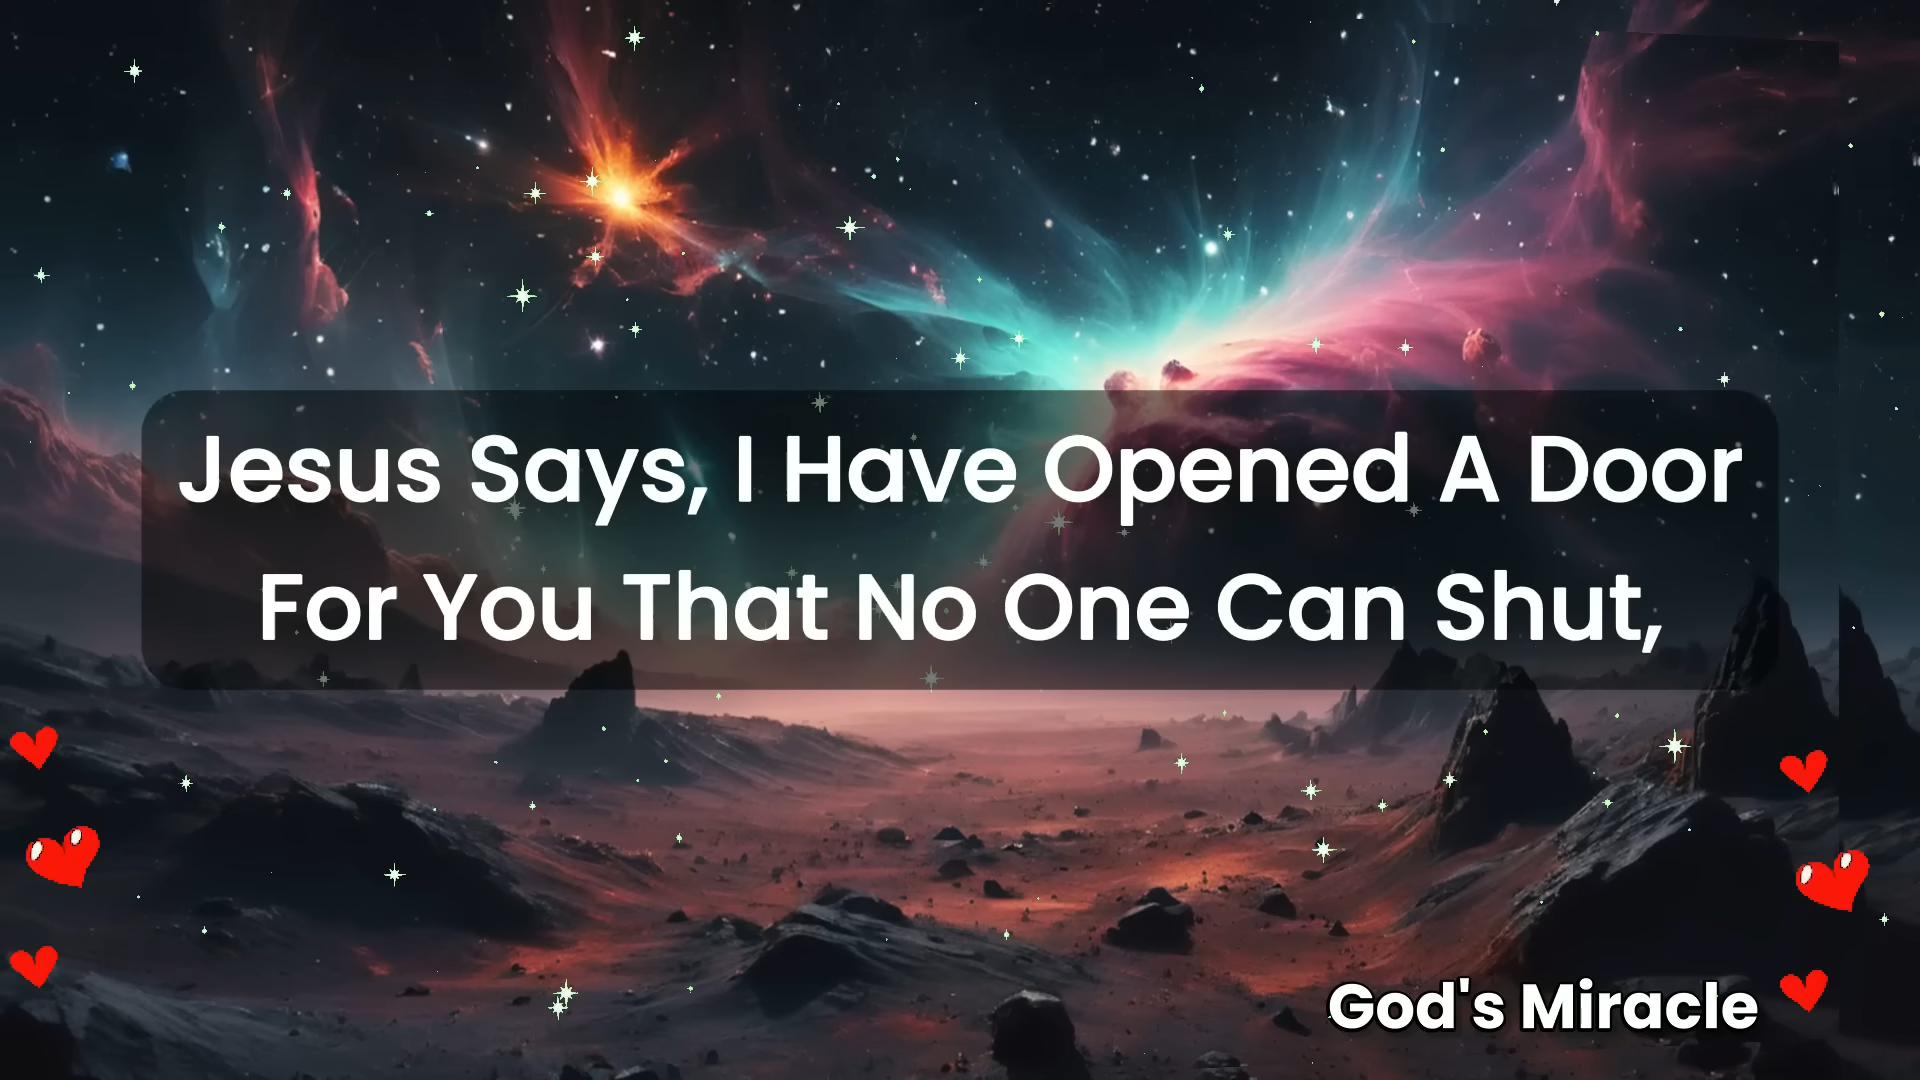 Jesus Says, I Have Opened A Door
For You That No One Can Shut,
God's Miracle